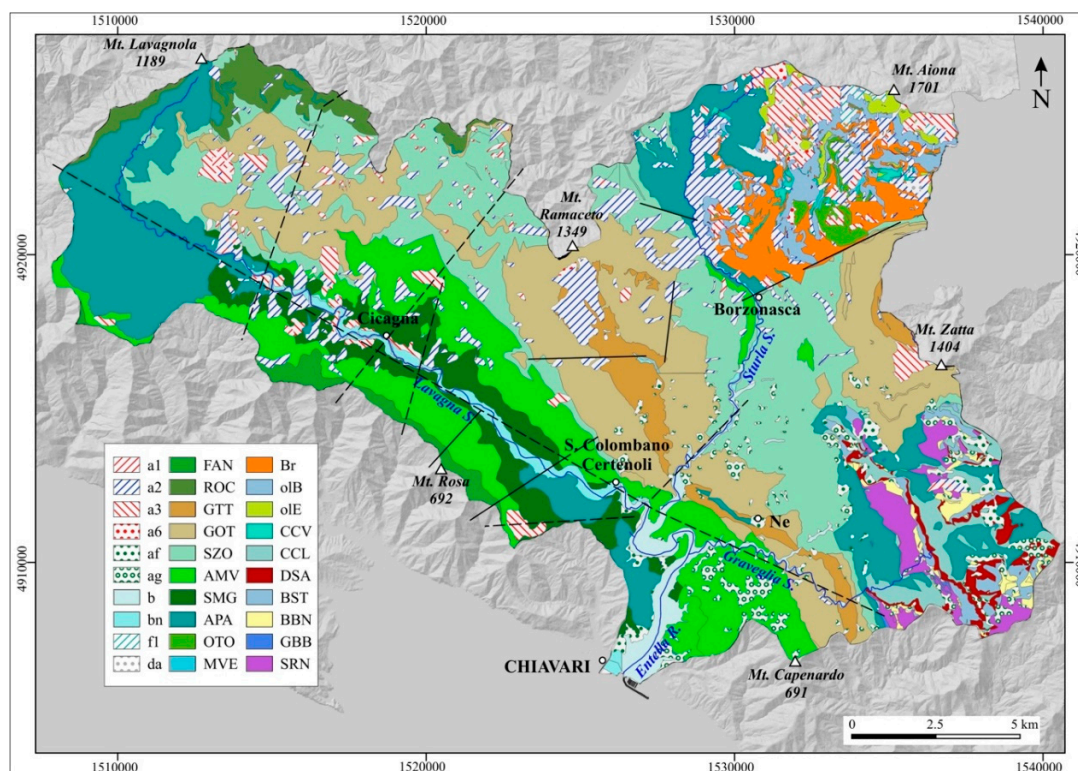 1510000 1520000 1530000 1540000
Mt. Lavagnola
1189
Mt. Aiona
1701
N
Mt.
Ramaceto
1349
4920000
Borzonasca
Cicagna
Mt. Zatta
1404
Sturla S.
Lavagna S.
S. Colombano
Certenoli
Mt. Rosa
692
Ne
Graveglia S.
4910000
CHIAVARI
Entella R.
Mt. Capenardo
691
a1 FAN Br
a2 ROC olB
a3 GTT olE
a6 GOT CCV
af SZO CCL
ag AMV DSA
b SMG BST
bn APA BBN
f1 OTO GBB
da MVE SRN
0 2.5 5 km
1510000 1520000 1530000 1540000